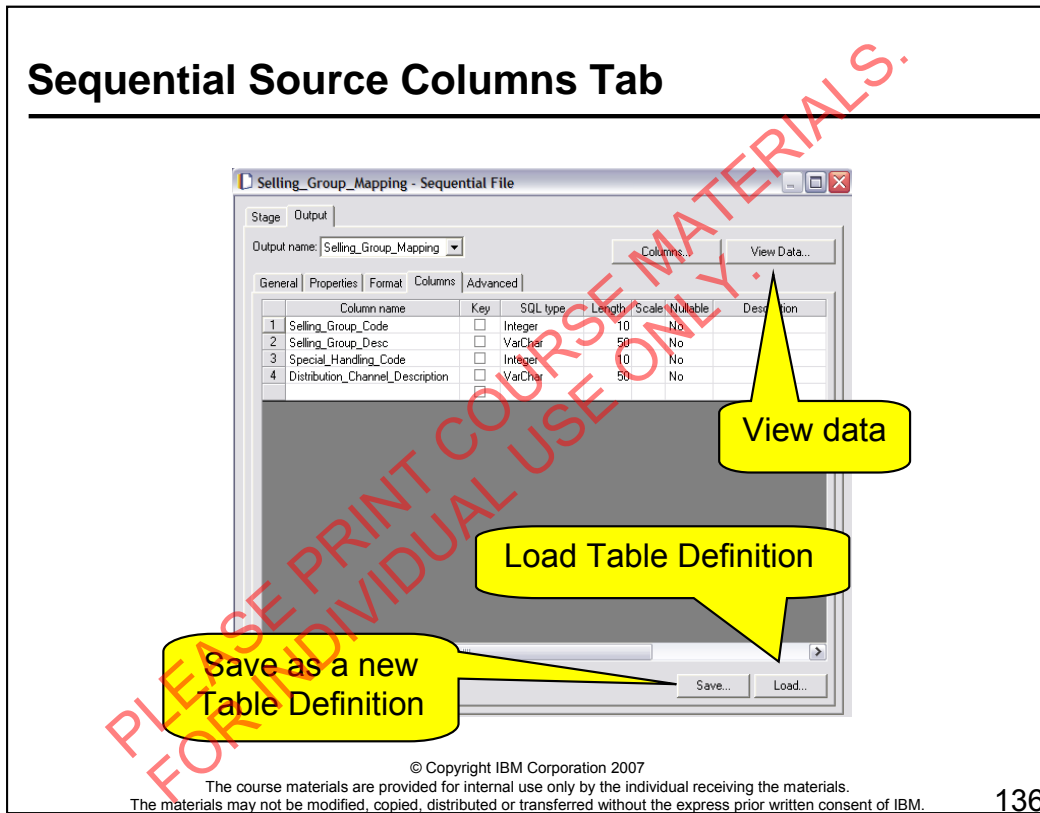 Sequential Source Columns Tab
Selling_Group_Mapping - Sequential File
Stage Output
Output name: Selling_Group_Mapping
Columns... View Data...
General Properties Format Columns Advanced
Column name Key SQL type Length Scale Nullable Description
1 Selling_Group_Code Integer 10 No
2 Selling_Group_Desc VarChar 50 No
3 Special_Handling_Code Integer 10 No
4 Distribution_Channel_Description VarChar 50 No
View data
Load Table Definition
Save as a new
Table Definition
Save... Load...
PLEASE PRINT COURSE MATERIALS.
FOR INDIVIDUAL USE ONLY.
© Copyright IBM Corporation 2007
The course materials are provided for internal use only by the individual receiving the materials.
The materials may not be modified, copied, distributed or transferred without the express prior written consent of IBM.
136